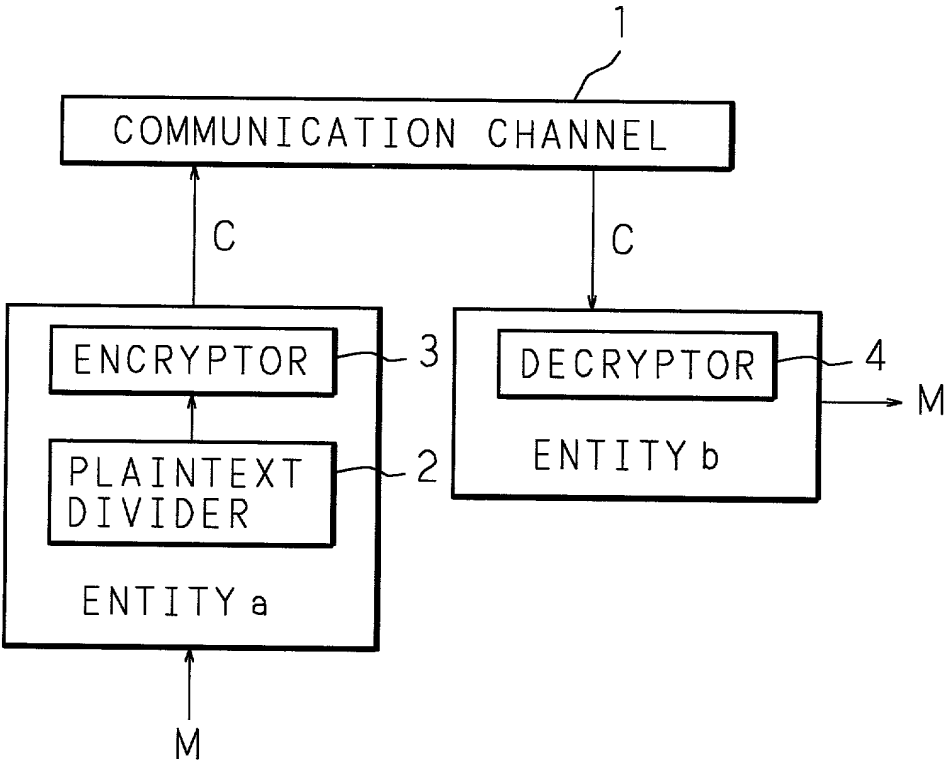 1
COMMUNICATION CHANNEL
C
C
ENCRYPTOR
3
DECRYPTOR
4
M
PLAINTEXT
DIVIDER
2
ENTITY b
ENTITY a
M